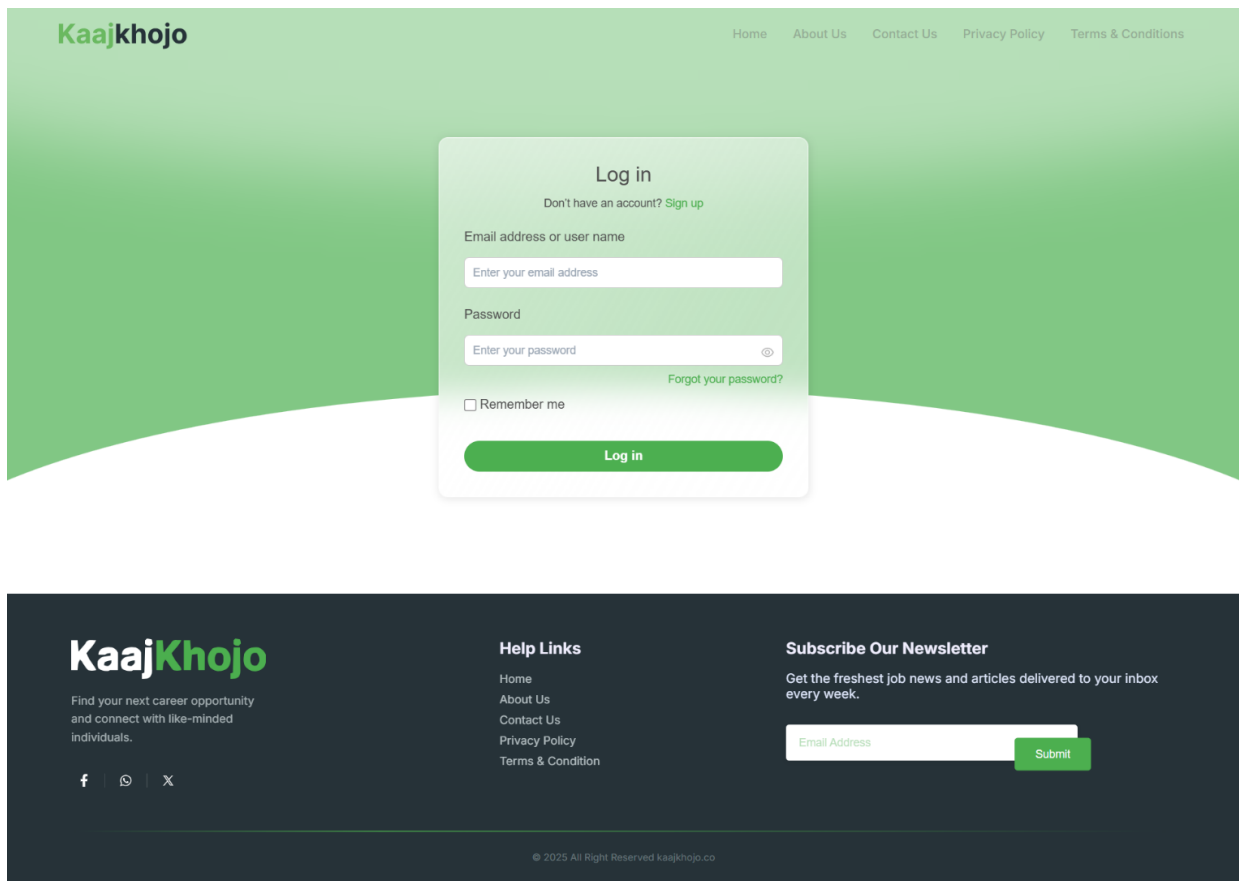 Kaajkhojo
Home About Us Contact Us Privacy Policy Terms & Conditions
Log in
Don't have an account? Sign up
Email address or user name
Enter your email address
Password
Enter your password
Forgot your password?
Remember me
Log in
KaajKhojo
Find your next career opportunity
and connect with like-minded
individuals.
Help Links
Home
About Us
Contact Us
Privacy Policy
Terms & Condition
Subscribe Our Newsletter
Get the freshest job news and articles delivered to your inbox
every week.
Email Address
Submit
© 2025 All Right Reserved kaajkhojo.co